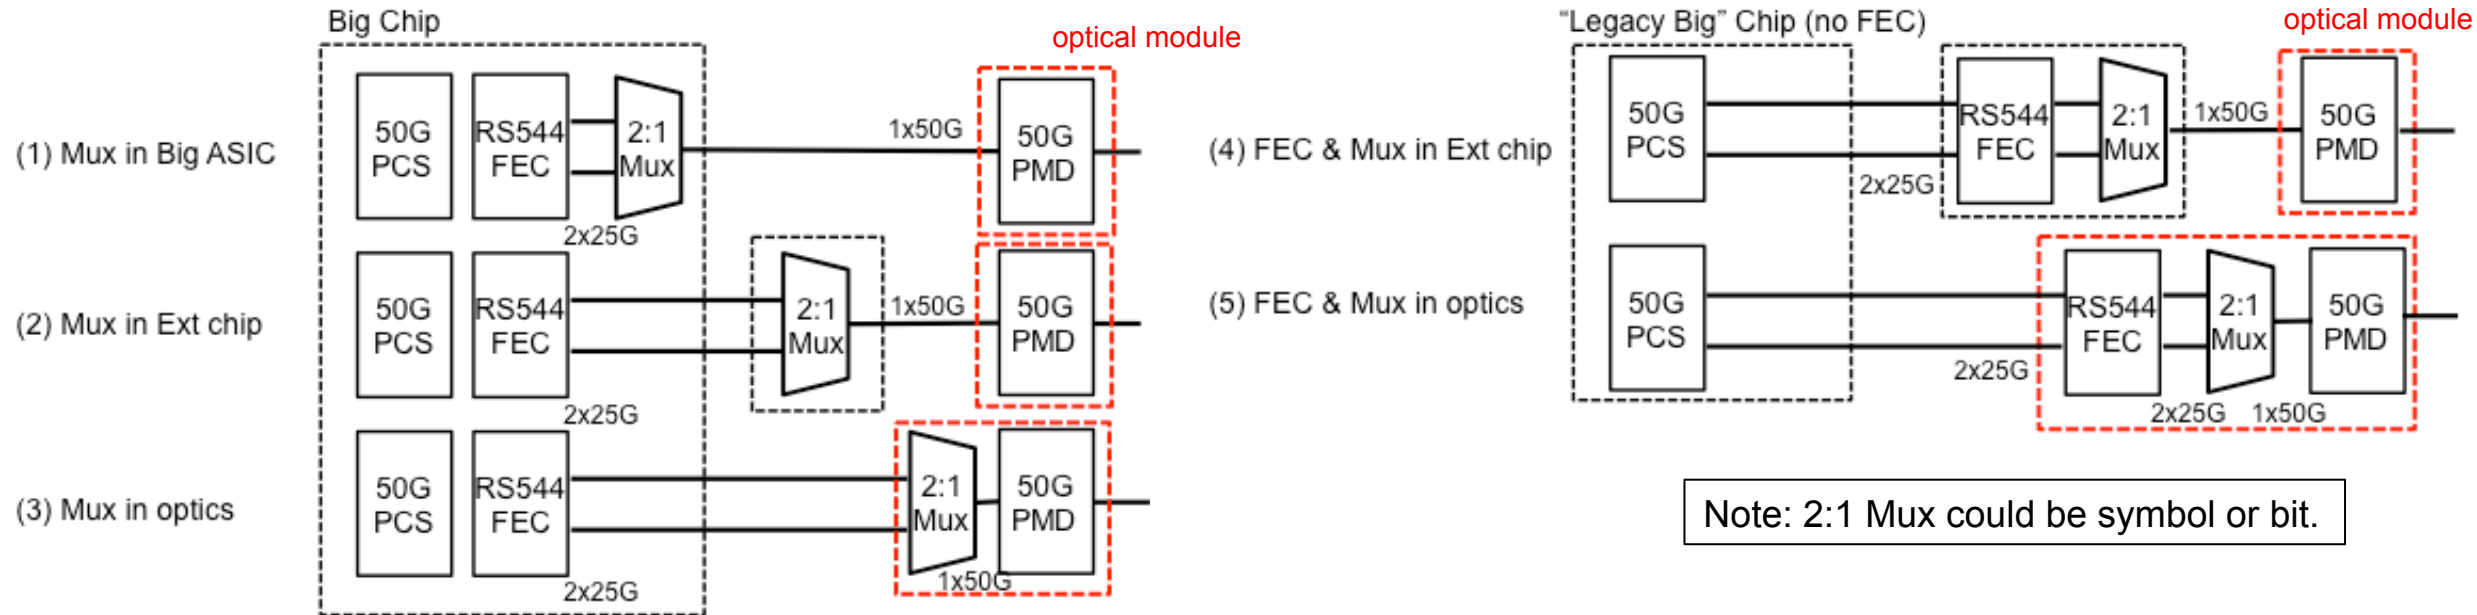 Big Chip
optical module
(1) Mux in Big ASIC
50G
PCS
RS544
FEC
2:1
Mux
2x25G
1x50G
50G
PMD
(2) Mux in Ext chip
50G
PCS
RS544
FEC
2x25G
2:1
Mux
1x50G
50G
PMD
(3) Mux in optics
50G
PCS
RS544
FEC
2x25G
2:1
Mux
1x50G
50G
PMD
"Legacy Big" Chip (no FEC)
optical module
(4) FEC & Mux in Ext chip
50G
PCS
2x25G
RS544
FEC
2:1
Mux
1x50G
50G
PMD
(5) FEC & Mux in optics
50G
PCS
2x25G
RS544
FEC
2:1
Mux
2x25G
1x50G
50G
PMD
Note: 2:1 Mux could be symbol or bit.